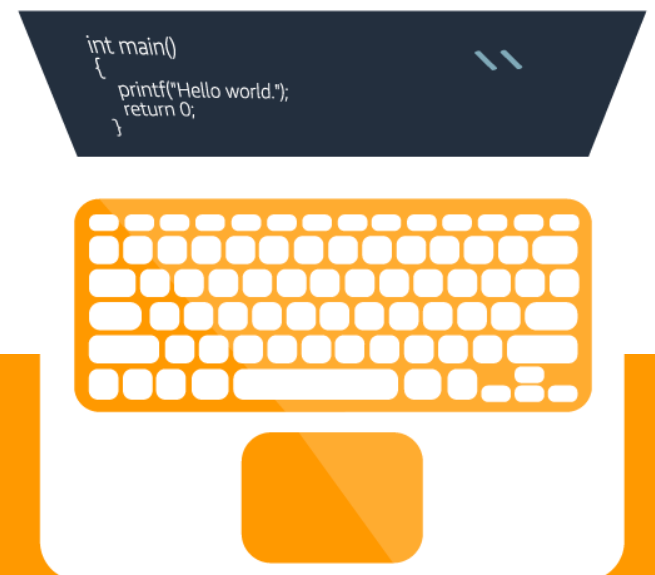 int main()
{
printf("Hello world.");
return 0;
}
\\